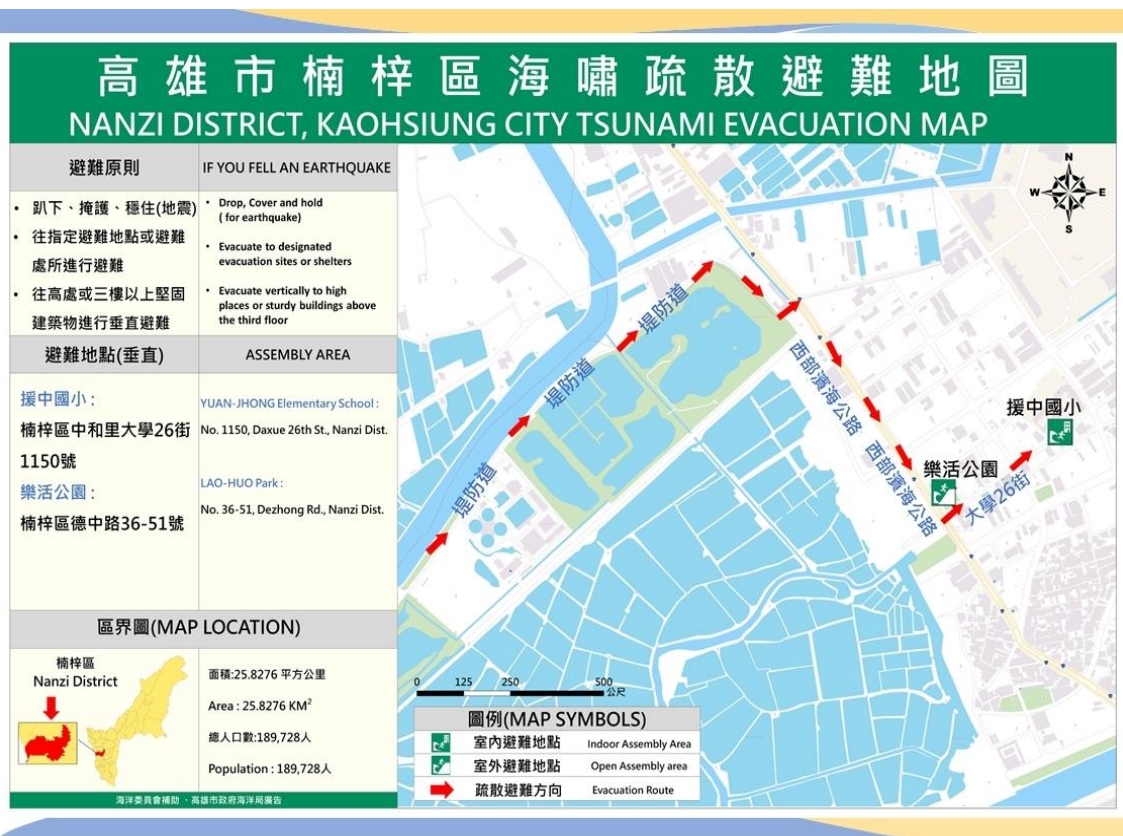 高雄市楠梓區海嘯疏散避難地圖
NANZI DISTRICT, KAOHSIUNG CITY TSUNAMI EVACUATION MAP
避難原則
• 趴下、掩護、穩住(地震)
• 往指定避難地點或避難
處所進行避難
• 往高處或三樓以上堅固
建築物進行垂直避難
IF YOU FELL AN EARTHQUAKE
• Drop, Cover and hold
( for earthquake)
• Evacuate to designated
evacuation sites or shelters
• Evacuate vertically to high
places or sturdy buildings above
the third floor
避難地點(垂直)
援中國小 :
楠梓區中和里大學26街
1150號
樂活公園 :
楠梓區德中路36-51號
ASSEMBLY AREA
YUAN-JHONG Elementary School :
No. 1150, Daxue 26th St., Nanzi Dist.
LAO-HUO Park :
No. 36-51, Dezhong Rd., Nanzi Dist.
區界圖(MAP LOCATION)
楠梓區
Nanzi District
面積:25.8276 平方公里
Area : 25.8276 KM²
總人口數:189,728人
Population : 189,728人
海洋委員會補助、高雄市政府海洋局廣告
N
W
E
S
堤防道
堤防道
堤防道
西部濱海公路
西部濱海公路
援中國小
樂活公園
大學26街
0 125 250 500
公尺
圖例(MAP SYMBOLS)
室內避難地點 Indoor Assembly Area
室外避難地點 Open Assembly area
疏散避難方向 Evacuation Route